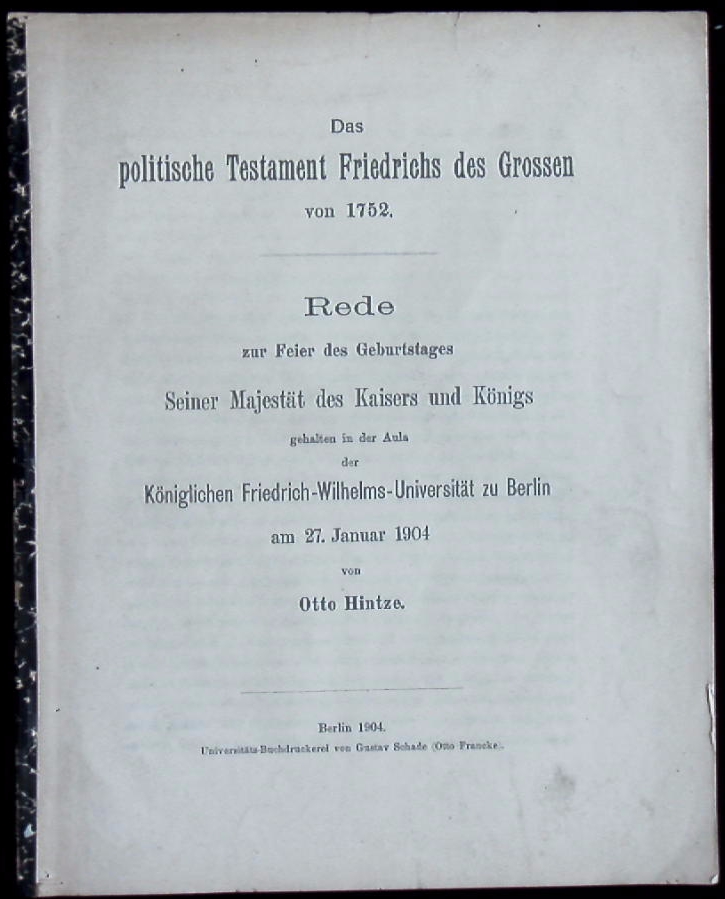 Das
politische Testament Friedrichs des Grossen
von 1752.
Rede
zur Feier des Geburtstages
Seiner Majestät des Kaisers und Königs
gehalten in der Aula
der
Königlichen Friedrich-Wilhelms-Universität zu Berlin
am 27. Januar 1904
von
Otto Hintze.
Berlin 1904.
Universitäts-Buchdruckerei von Gustav Schade (Otto Francke).